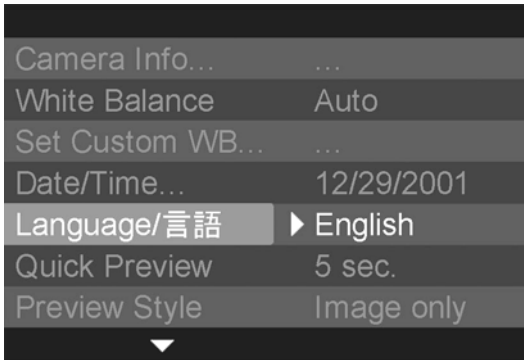 Camera Info... ...
White Balance Auto
Set Custom WB... ...
Date/Time... 12/29/2001
Language/言語 English
Quick Preview 5 sec.
Preview Style Image only